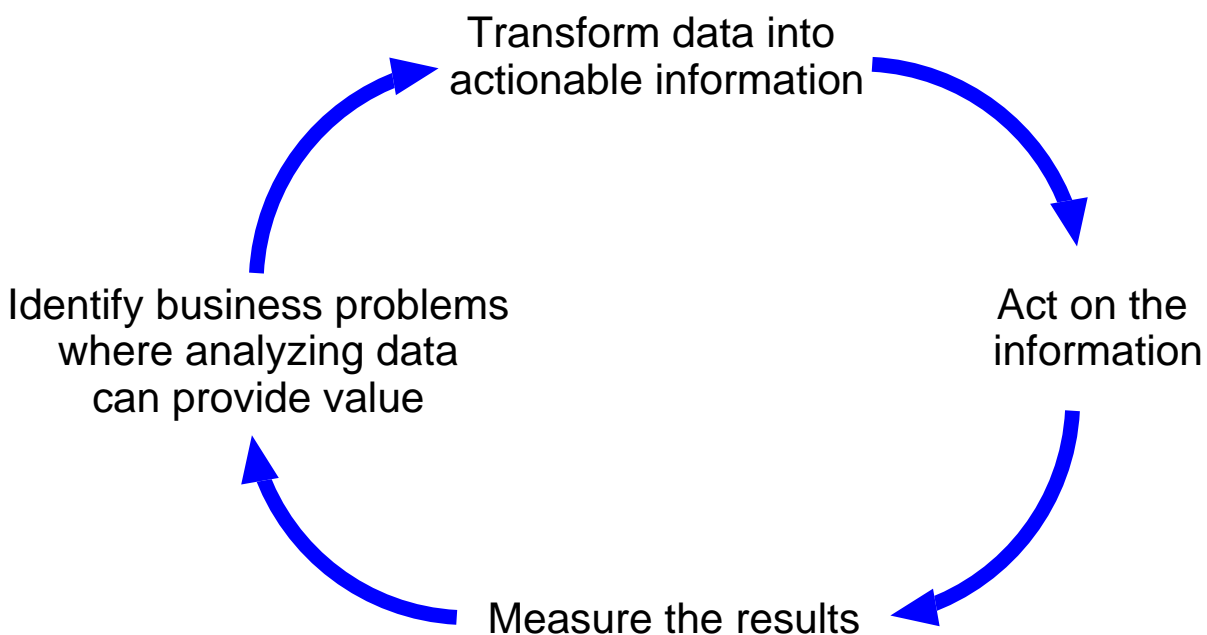 Transform data into
actionable information
Act on the
information
Measure the results
Identify business problems
where analyzing data
can provide value